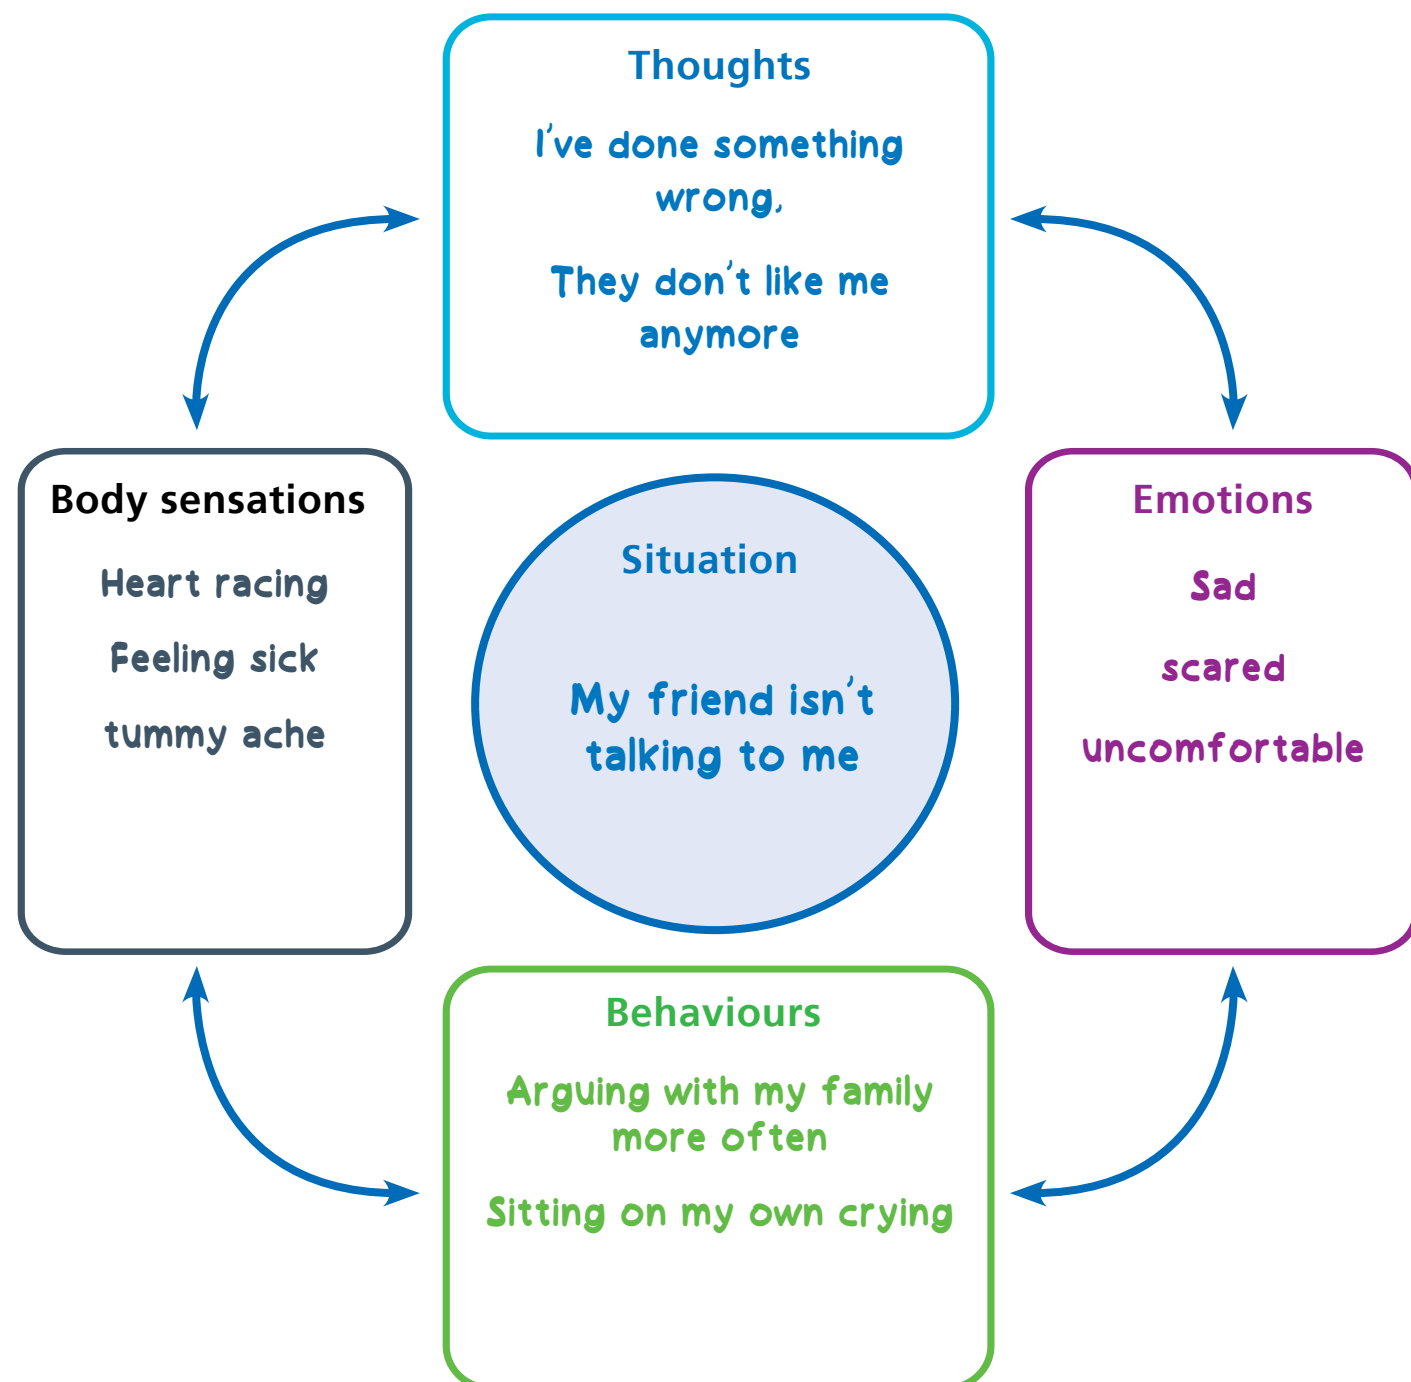 Thoughts
I've done something
wrong,
They don't like me
anymore
Body sensations
Heart racing
Feeling sick
tummy ache
Situation
My friend isn't
talking to me
Emotions
Sad
scared
uncomfortable
Behaviours
Arguing with my family
more often
Sitting on my own crying